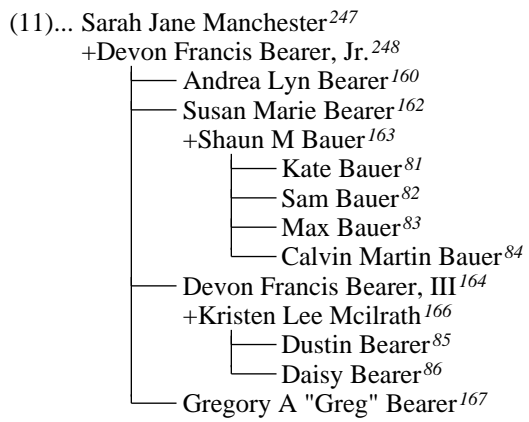 (11)... Sarah Jane Manchester247
+Devon Francis Bearer, Jr.248
Andrea Lyn Bearer160
Susan Marie Bearer162
+Shaun M Bauer163
Kate Bauer81
Sam Bauer82
Max Bauer83
Calvin Martin Bauer84
Devon Francis Bearer, III164
+Kristen Lee Mcilrath166
Dustin Bearer85
Daisy Bearer86
Gregory A "Greg" Bearer167